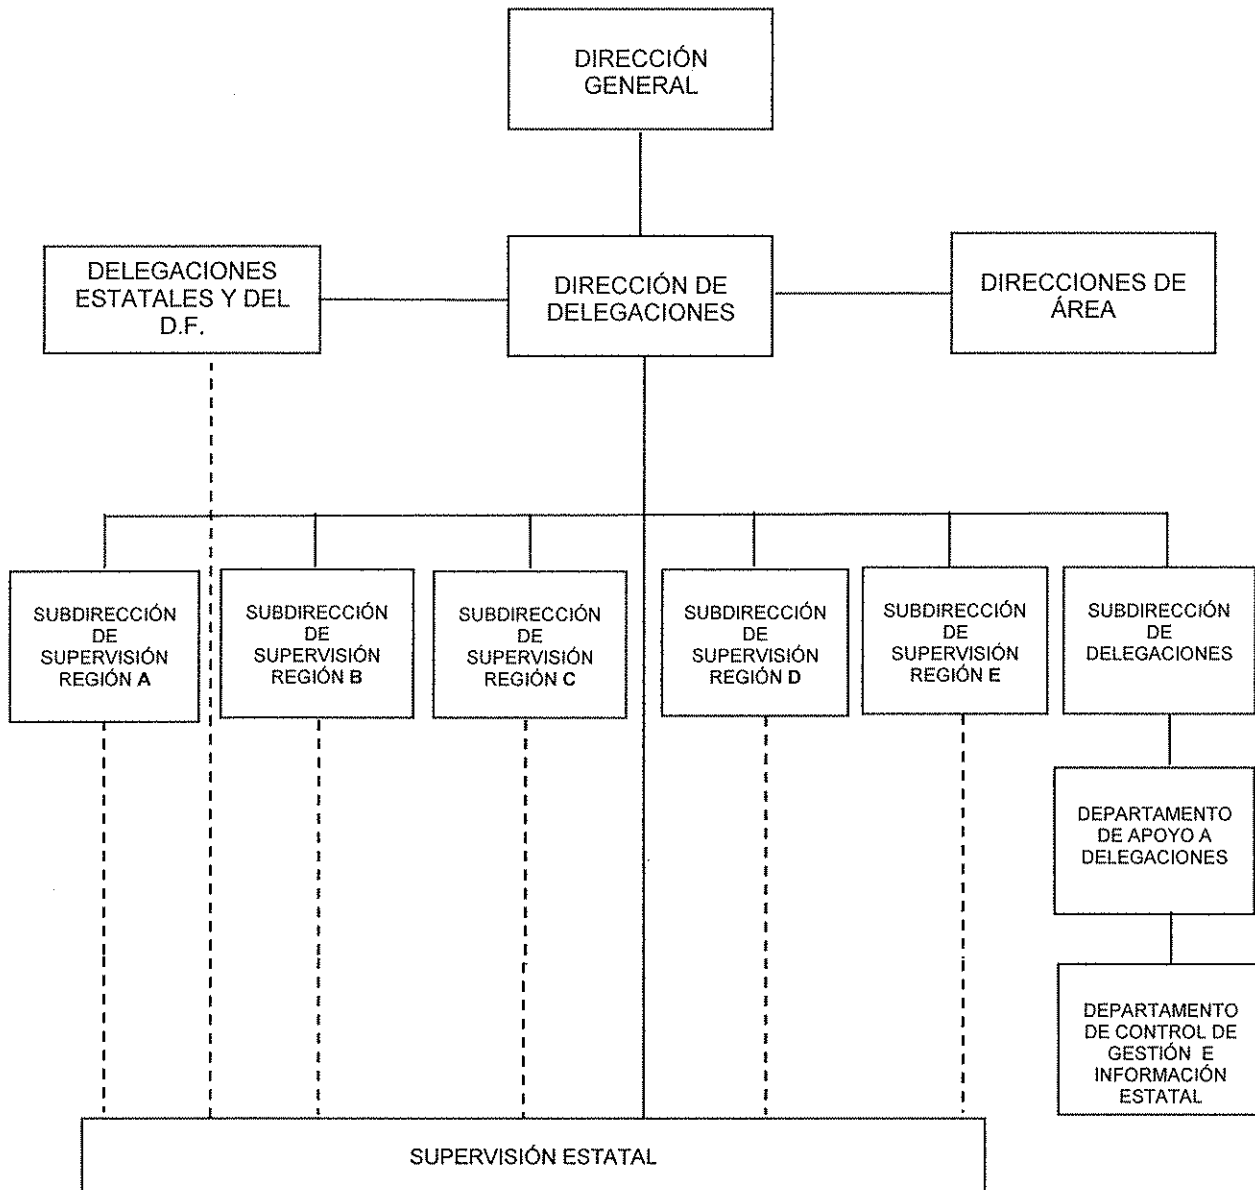 DIRECCIÓN
GENERAL
DELEGACIONES
ESTATALES Y DEL
D.F.
DIRECCIÓN DE
DELEGACIONES
DIRECCIONES DE
ÁREA
SUBDIRECCIÓN
DE
SUPERVISIÓN
REGIÓN A
SUBDIRECCIÓN
DE
SUPERVISIÓN
REGIÓN B
SUBDIRECCIÓN
DE
SUPERVISIÓN
REGIÓN C
SUBDIRECCIÓN
DE
SUPERVISIÓN
REGIÓN D
SUBDIRECCIÓN
DE
SUPERVISIÓN
REGIÓN E
SUBDIRECCIÓN
DE
DELEGACIONES
DEPARTAMENTO
DE APOYO A
DELEGACIONES
DEPARTAMENTO
DE CONTROL DE
GESTIÓN E
INFORMACIÓN
ESTATAL
SUPERVISIÓN ESTATAL